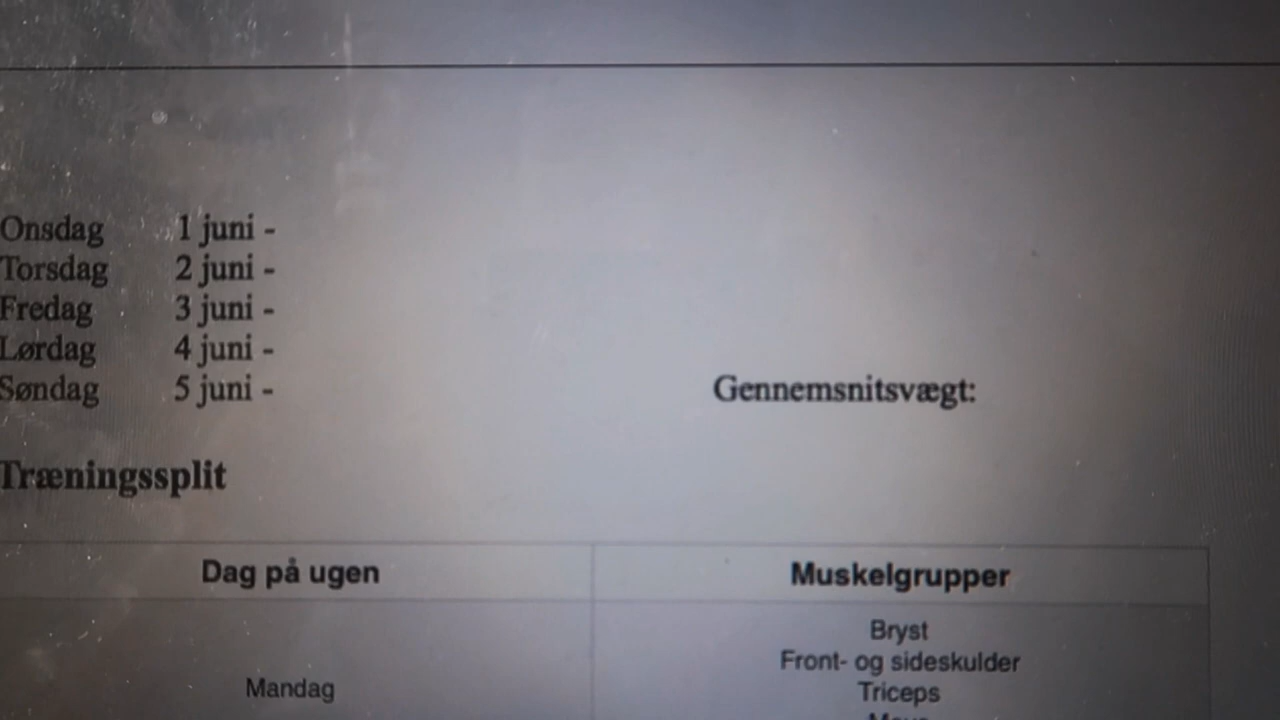 Onsdag 1 juni -
Torsdag 2 juni -
Fredag 3 juni -
Lørdag 4 juni -
Søndag 5 juni -
Gennemsnitsvægt:
Træningssplit
Dag på ugen Muskelgrupper
Bryst
Front- og sideskulder
Mandag
Triceps